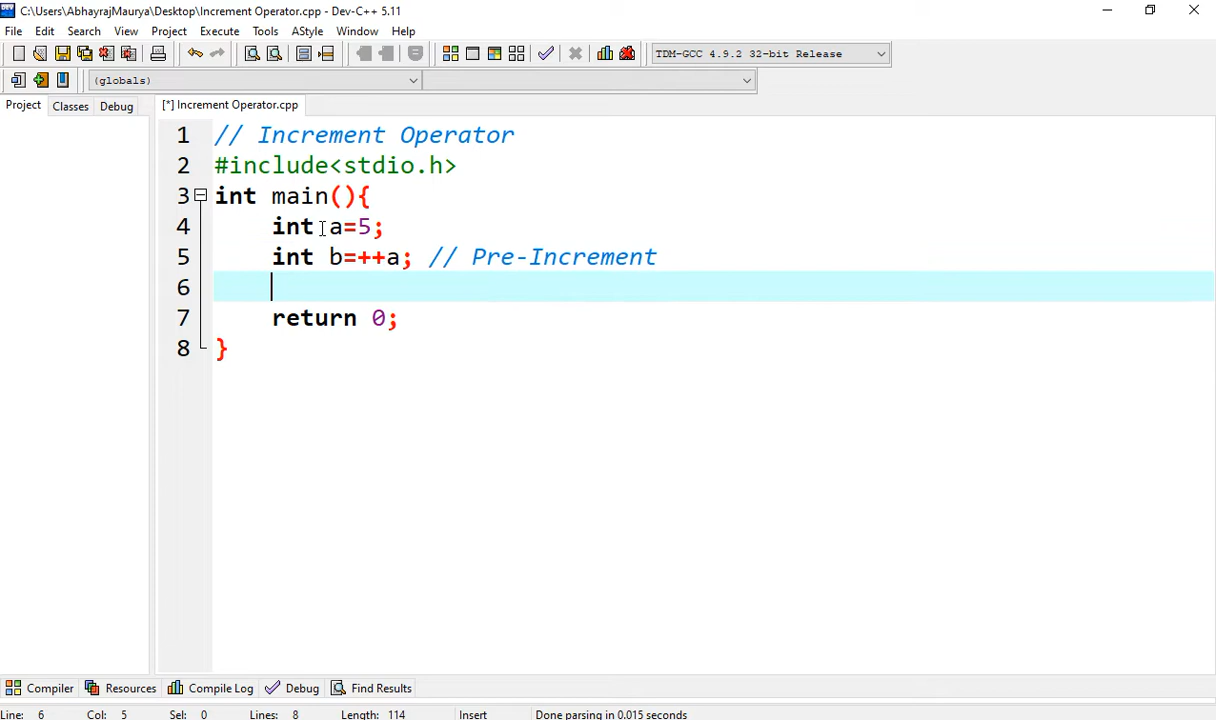 C:\Users\AbhayrajMaurya\Desktop\Increment Operator.cpp - Dev-C++ 5.11
File Edit Search View Project Execute Tools AStyle Window Help
TDM-GCC 4.9.2 32-bit Release
(globals)
Project Classes Debug [*] Increment Operator.cpp
1 // Increment Operator
2 #include<stdio.h>
3 int main(){
4 int a=5;
5 int b=++a; // Pre-Increment
6
7 return 0;
8 }
Compiler Resources Compile Log Debug Find Results
Line: 6 Col: 5 Sel: 0 Lines: 8 Length: 114 Insert Done parsing in 0.015 seconds